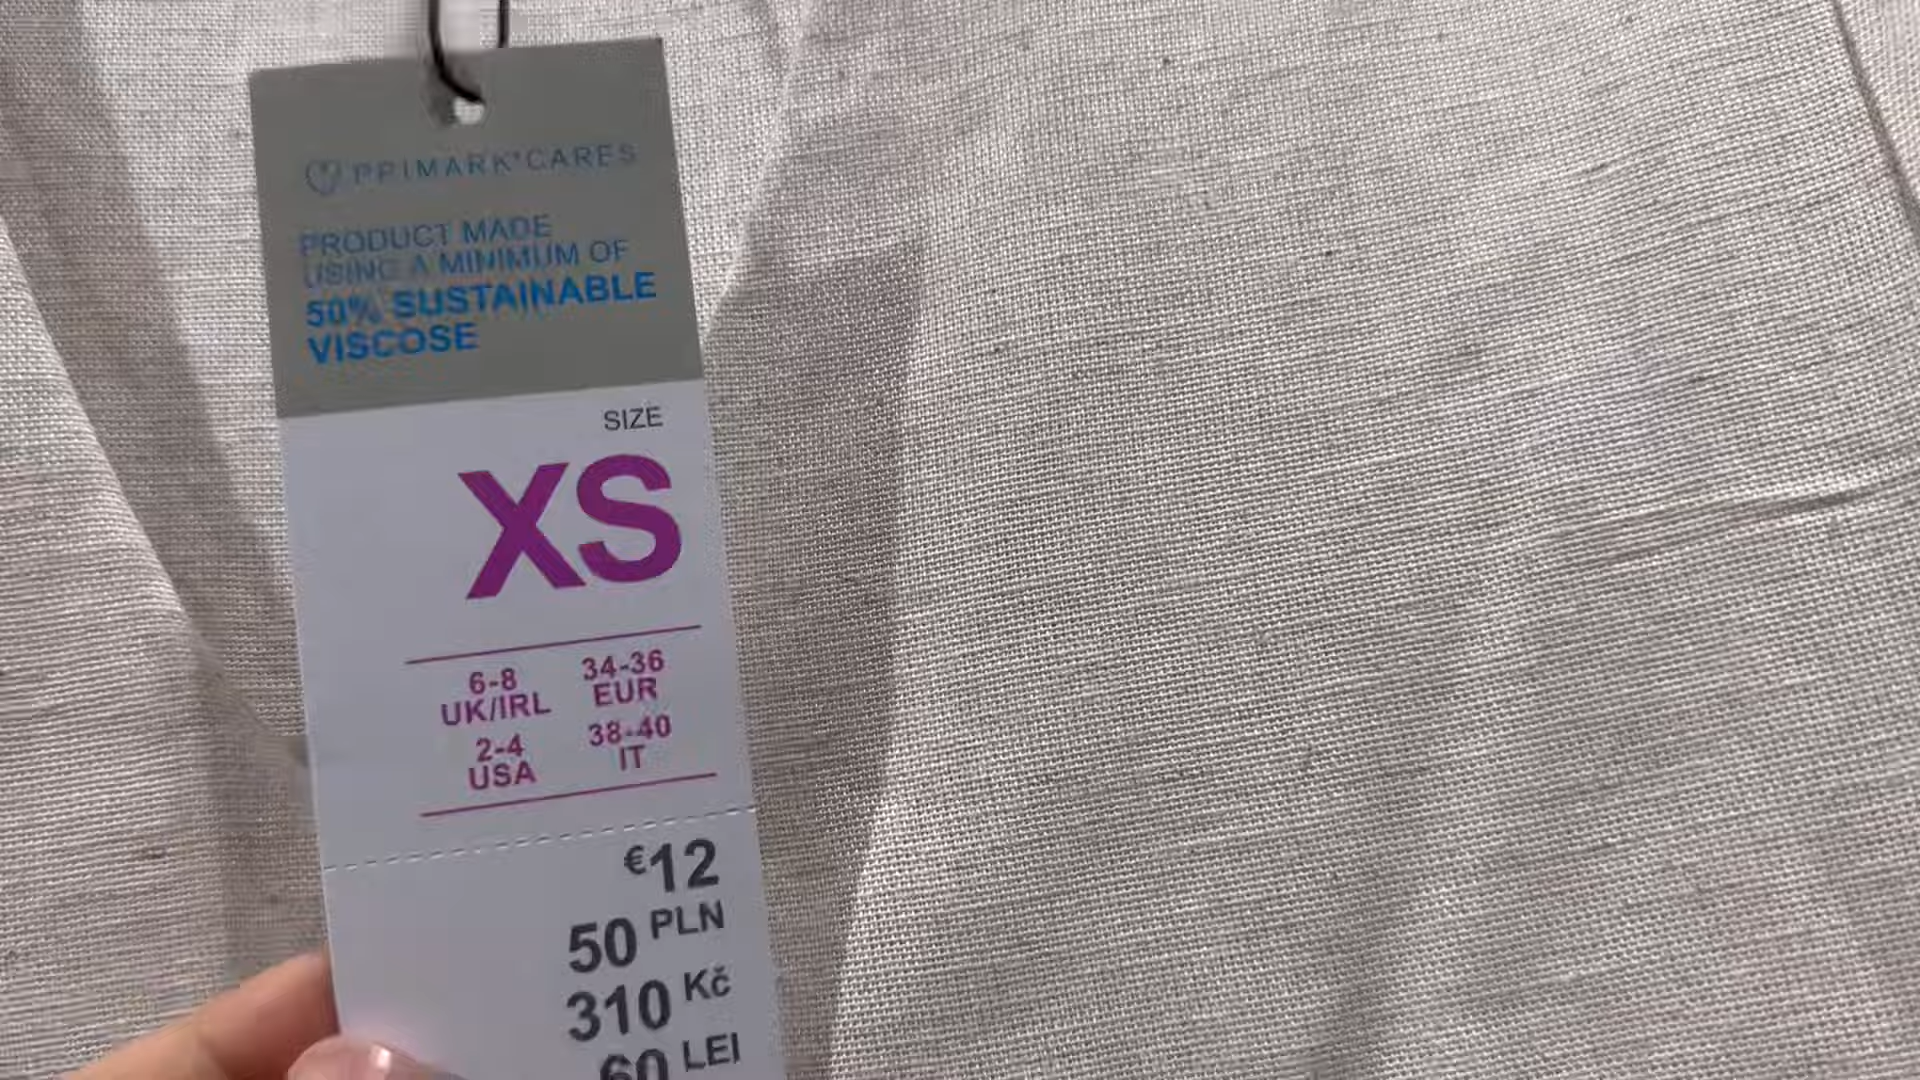 PRIMARK® CARES
PRODUCT MADE
USING A MINIMUM OF
50% SUSTAINABLE
VISCOSE
SIZE
XS
6-8 34-36
UK/IRL EUR
2-4 38-40
USA IT
€12
50 PLN
310 Kč
60 LEI